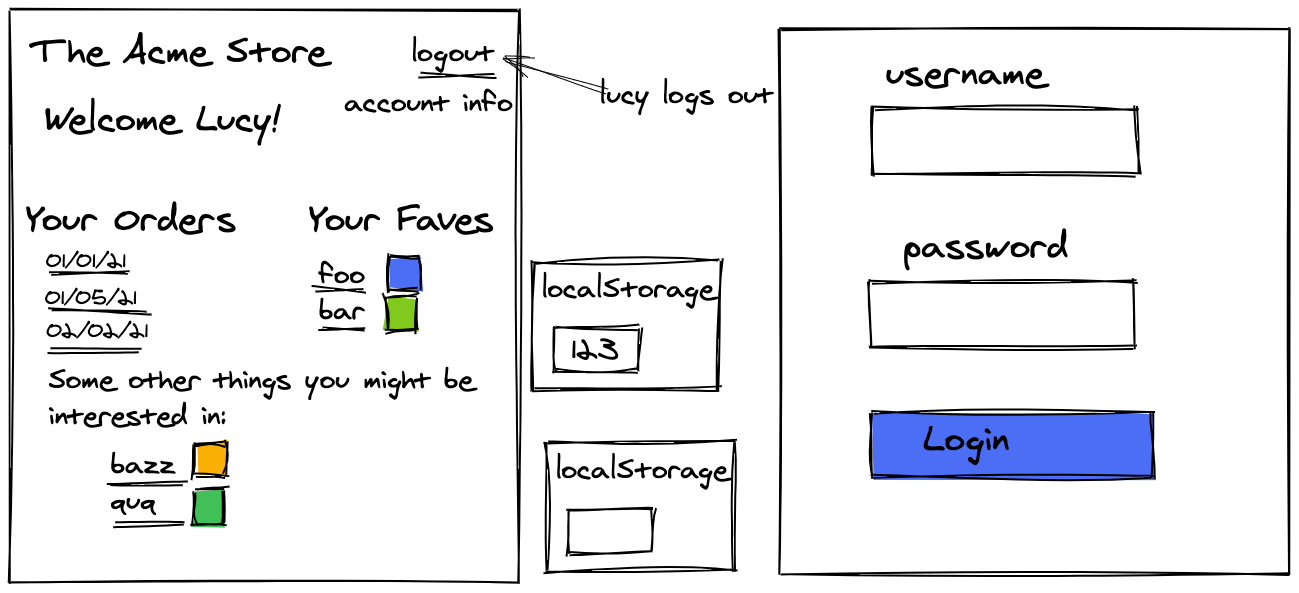 The Acme Store
logout
account info
Welcome Lucy!
Your Orders
01/01/21
01/05/21
02/02/21
Your Faves
foo
bar
Some other things you might be
interested in:
bazz
quq
lucy logs out
localStorage
123
localStorage
username
password
Login